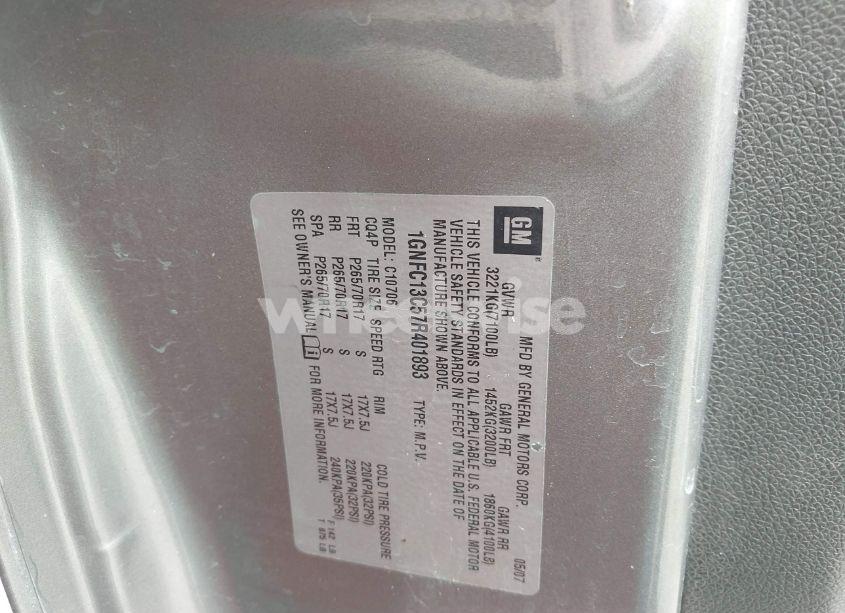 GM
MFD BY GENERAL MOTORS CORP 05/07
GVWR GAWR FRT GAWR RR
3221KG(7100LB) 1452KG(3200LB) 1860KG(4100LB)
THIS VEHICLE CONFORMS TO ALL APPLICABLE U.S. FEDERAL MOTOR
VEHICLE SAFETY STANDARDS IN EFFECT ON THE DATE OF
MANUFACTURE SHOWN ABOVE.
1GNFC13C57R401893 TYPE: M.P.V.
MODEL: C10706
CQ4P TIRE SIZE SPEED RTG RIM COLD TIRE PRESSURE
FRT P265/70R17 S 17X7.5J 220KPA(32PSI)
RR P265/70R17 S 17X7.5J 220KPA(32PSI)
SPA P265/70R17 S 17X7.5J 240KPA(35PSI)
SEE OWNER'S MANUAL FOR MORE INFORMATION.
F 142 LB
T 875 LB